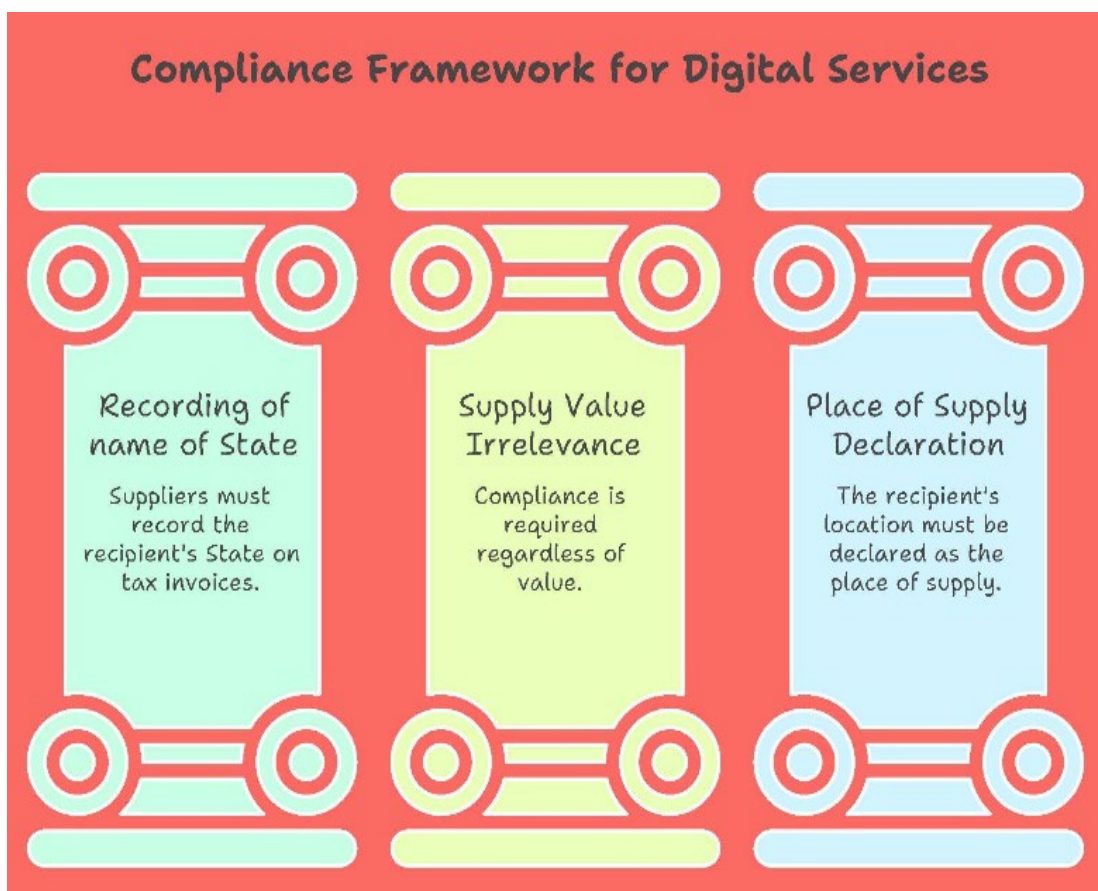 Compliance Framework for Digital Services
Recording of
name of State
Suppliers must
record the
recipient's State on
tax invoices.
Supply Value
Irrelevance
Compliance is
required
regardless of
value.
Place of Supply
Declaration
The recipient's
location must be
declared as the
place of supply.